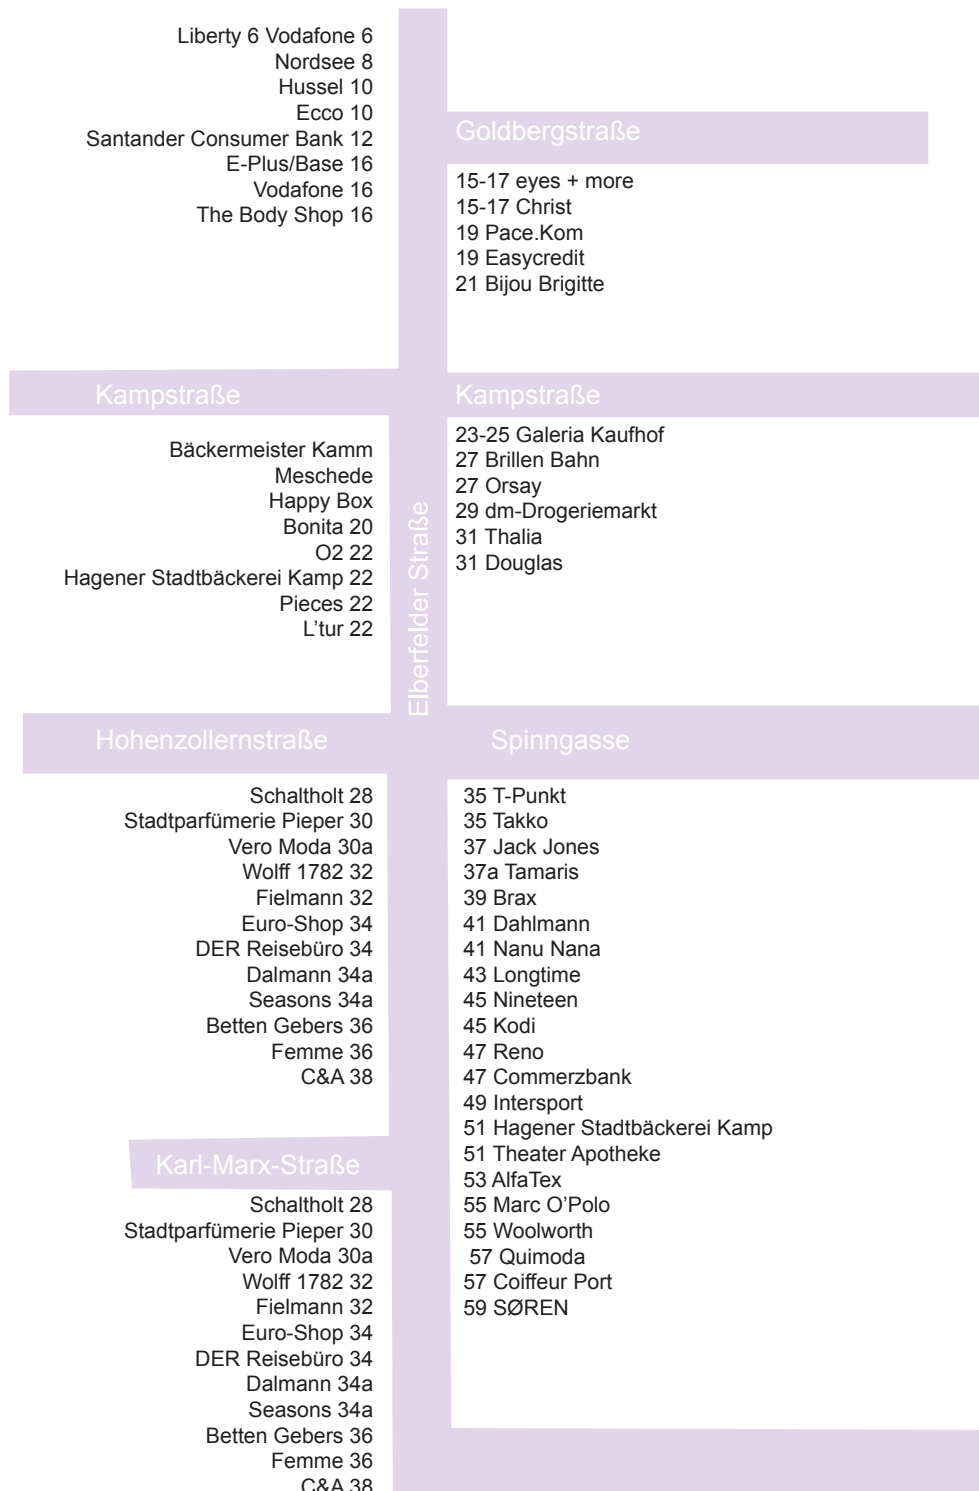 Liberty 6 Vodafone 6
Nordsee 8
Hussel 10
Ecco 10
Santander Consumer Bank 12
E-Plus/Base 16
Vodafone 16
The Body Shop 16
Goldbergstraße
15-17 eyes + more
15-17 Christ
19 Pace.Kom
19 Easycredit
21 Bijou Brigitte
Kampstraße
Kampstraße
Bäckermeister Kamm
Meschede
Happy Box
Bonita 20
O2 22
Hagener Stadtbäckerei Kamp 22
Pieces 22
L'tur 22
23-25 Galeria Kaufhof
27 Brillen Bahn
27 Orsay
29 dm-Drogeriemarkt
31 Thalia
31 Douglas
Elberfelder Straße
Hohenzollernstraße
Spinngasse
Schaltholt 28
Stadtparfümerie Pieper 30
Vero Moda 30a
Wolff 1782 32
Fielmann 32
Euro-Shop 34
DER Reisebüro 34
Dalmann 34a
Seasons 34a
Betten Gebers 36
Femme 36
C&A 38
35 T-Punkt
35 Takko
37 Jack Jones
37a Tamaris
39 Brax
41 Dahlmann
41 Nanu Nana
43 Longtime
45 Nineteen
45 Kodi
47 Reno
47 Commerzbank
49 Intersport
51 Hagener Stadtbäckerei Kamp
51 Theater Apotheke
53 AlfaTex
55 Marc O'Polo
55 Woolworth
57 Quimoda
57 Coiffeur Port
59 SØREN
Karl-Marx-Straße
Schaltholt 28
Stadtparfümerie Pieper 30
Vero Moda 30a
Wolff 1782 32
Fielmann 32
Euro-Shop 34
DER Reisebüro 34
Dalmann 34a
Seasons 34a
Betten Gebers 36
Femme 36
C&A 38